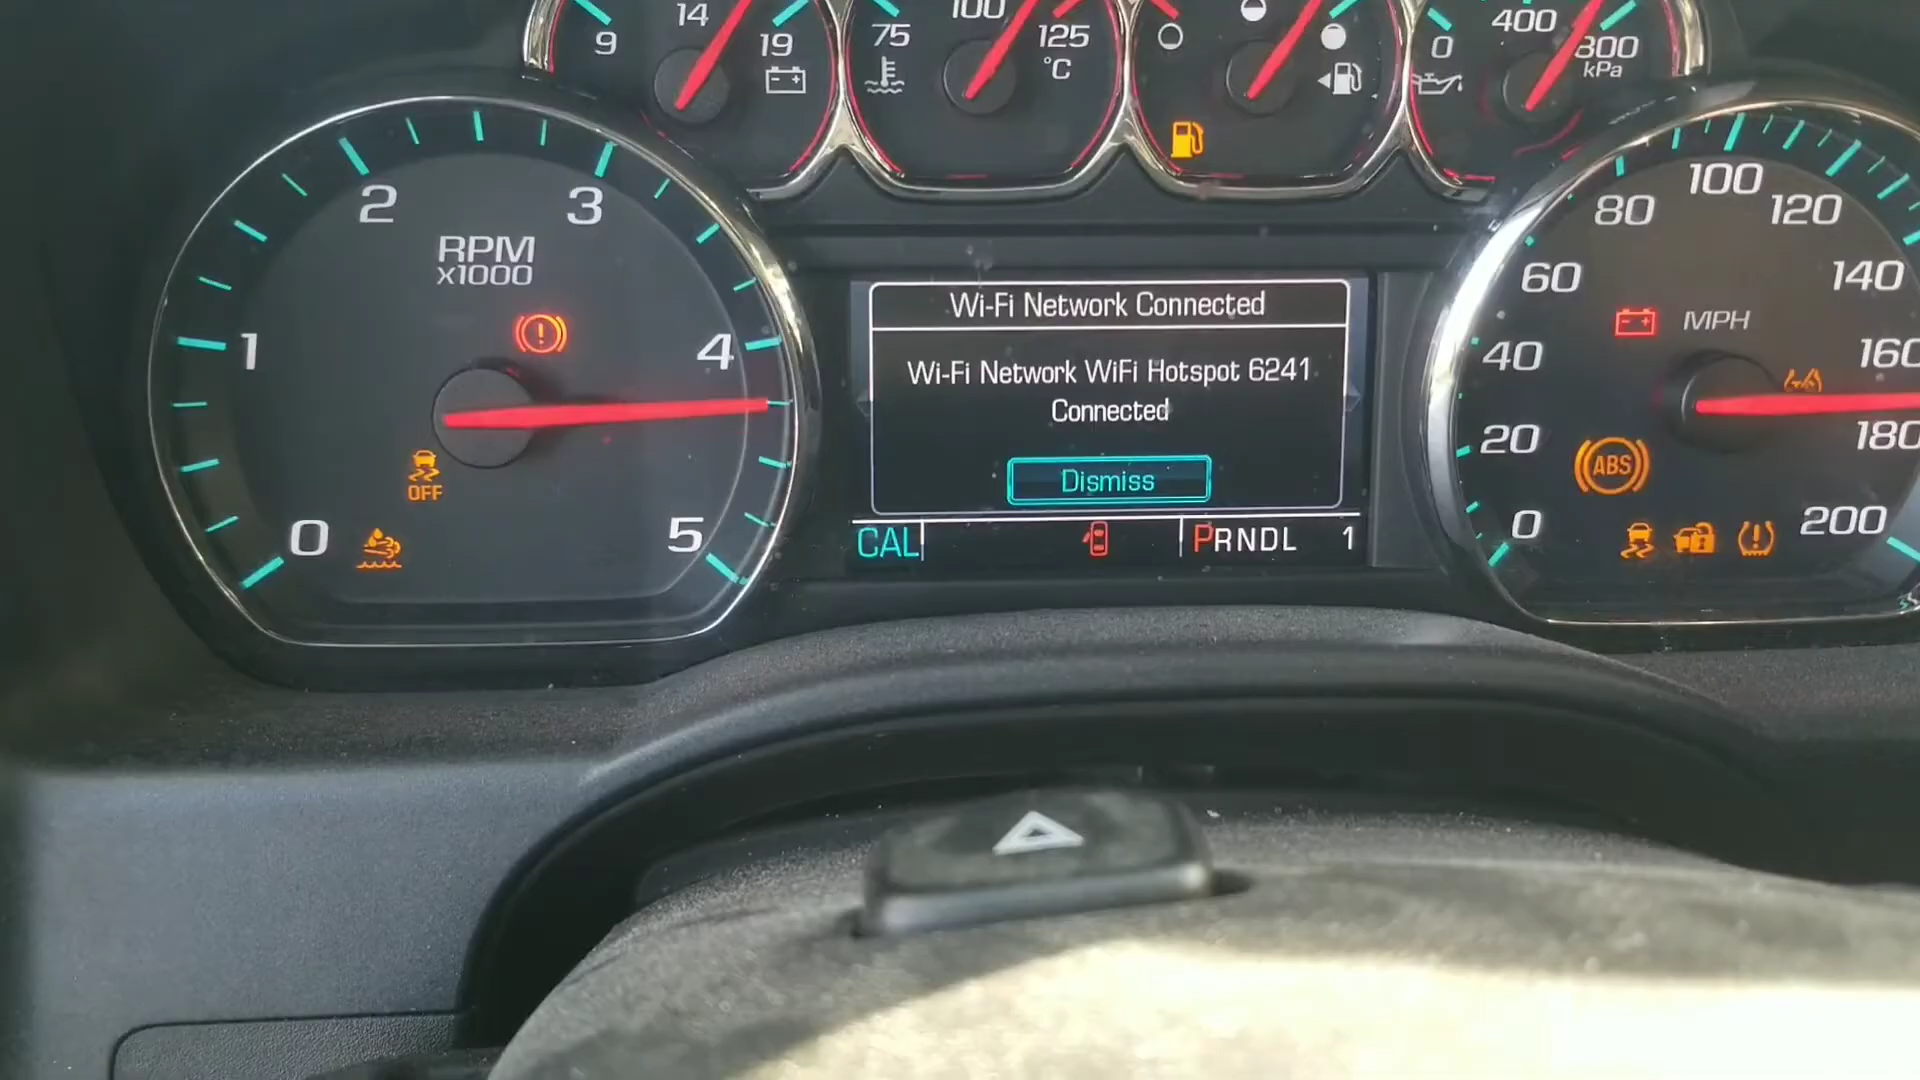 14
9
19
100
75
125
°C
400
0
800
kPa
2
3
RPM
x1000
1
4
0
5
OFF
Wi-Fi Network Connected
Wi-Fi Network WiFi Hotspot 6241
Connected
Dismiss
CAL
PRNDL 1
100
80
120
60
140
MPH
40
160
20
180
ABS
0
200